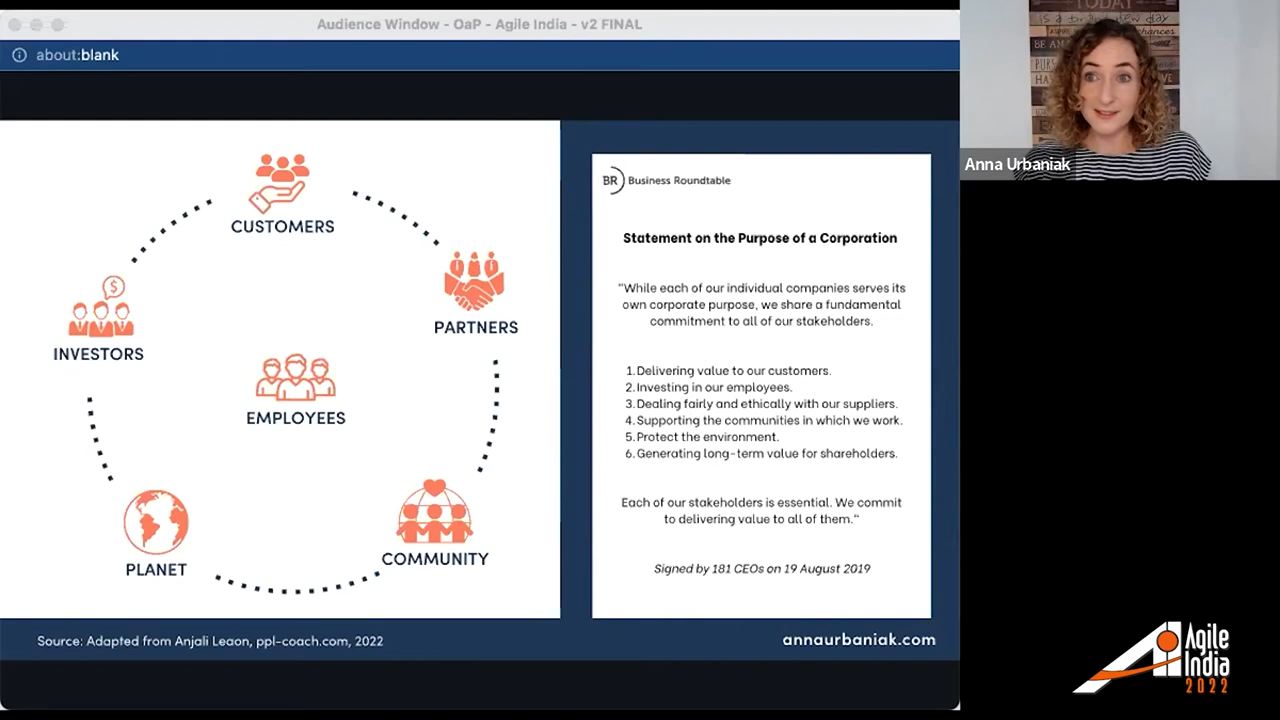 Audience Window - OaP - Agile India - v2 FINAL
about:blank
CUSTOMERS
PARTNERS
INVESTORS
EMPLOYEES
COMMUNITY
PLANET
Source: Adapted from Anjali Leaon, ppl-coach.com, 2022
BR Business Roundtable
Statement on the Purpose of a Corporation
"While each of our individual companies serves its
own corporate purpose, we share a fundamental
commitment to all of our stakeholders.
1. Delivering value to our customers.
2. Investing in our employees.
3. Dealing fairly and ethically with our suppliers.
4. Supporting the communities in which we work.
5. Protect the environment.
6. Generating long-term value for shareholders.
Each of our stakeholders is essential. We commit
to delivering value to all of them."
Signed by 181 CEOs on 19 August 2019
annaurbaniak.com
TODAY
is a brand new day
Anna Urbaniak
Agile
India
2022